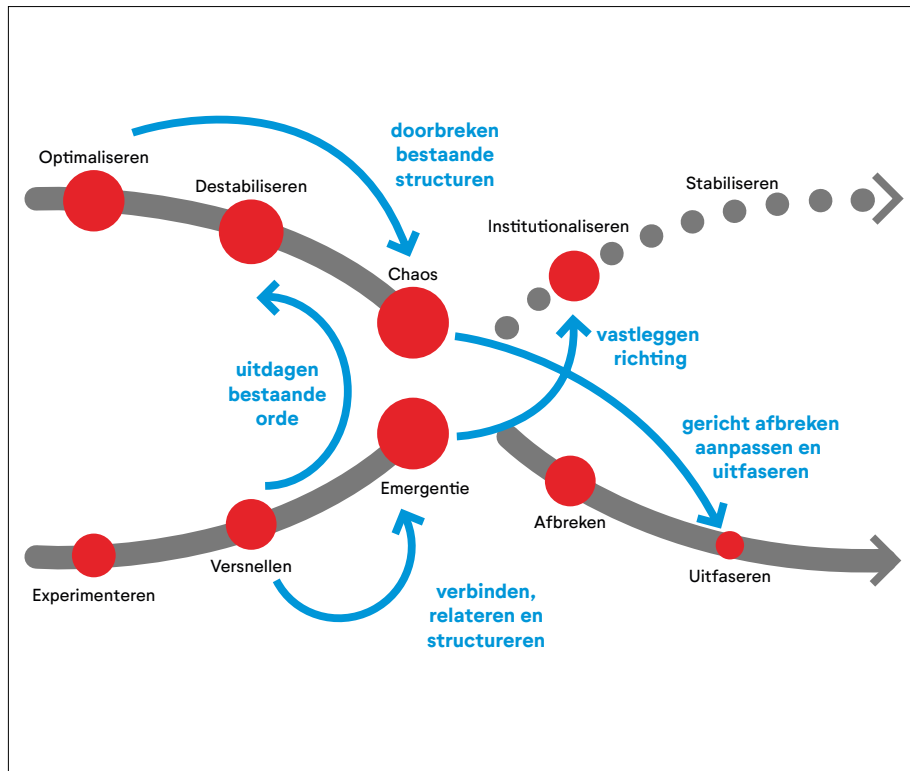 doorbreken
bestaande
structuren
Optimaliseren
Destabiliseren
Stabiliseren
Institutionaliseren
Chaos
vastleggen
richting
uitdagen
bestaande
orde
gericht afbreken
aanpassen en
uitfaseren
Emergentie
Afbreken
Versnellen
Uitfaseren
Experimenteren
verbinden,
relateren en
structureren